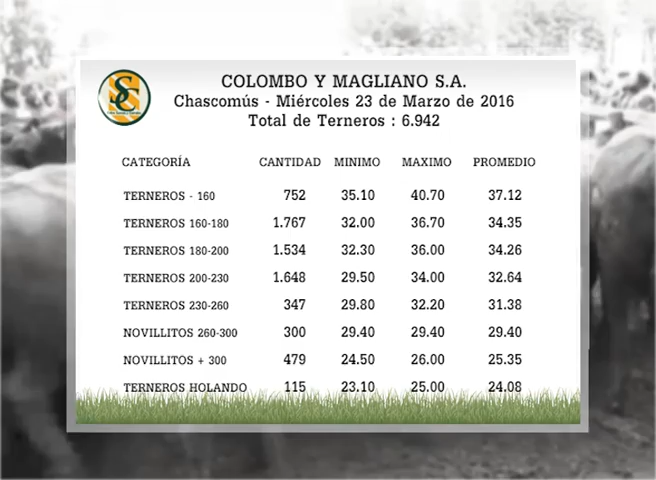 COLOMBO Y MAGLIANO S.A.
Chascomús - Miércoles 23 de Marzo de 2016
Total de Terneros : 6.942
CATEGORÍA CANTIDAD MINIMO MAXIMO PROMEDIO
TERNEROS - 160 752 35.10 40.70 37.12
TERNEROS 160-180 1.767 32.00 36.70 34.35
TERNEROS 180-200 1.534 32.30 36.00 34.26
TERNEROS 200-230 1.648 29.50 34.00 32.64
TERNEROS 230-260 347 29.80 32.20 31.38
NOVILLITOS 260-300 300 29.40 29.40 29.40
NOVILLITOS + 300 479 24.50 26.00 25.35
TERNEROS HOLANDO 115 23.10 25.00 24.08